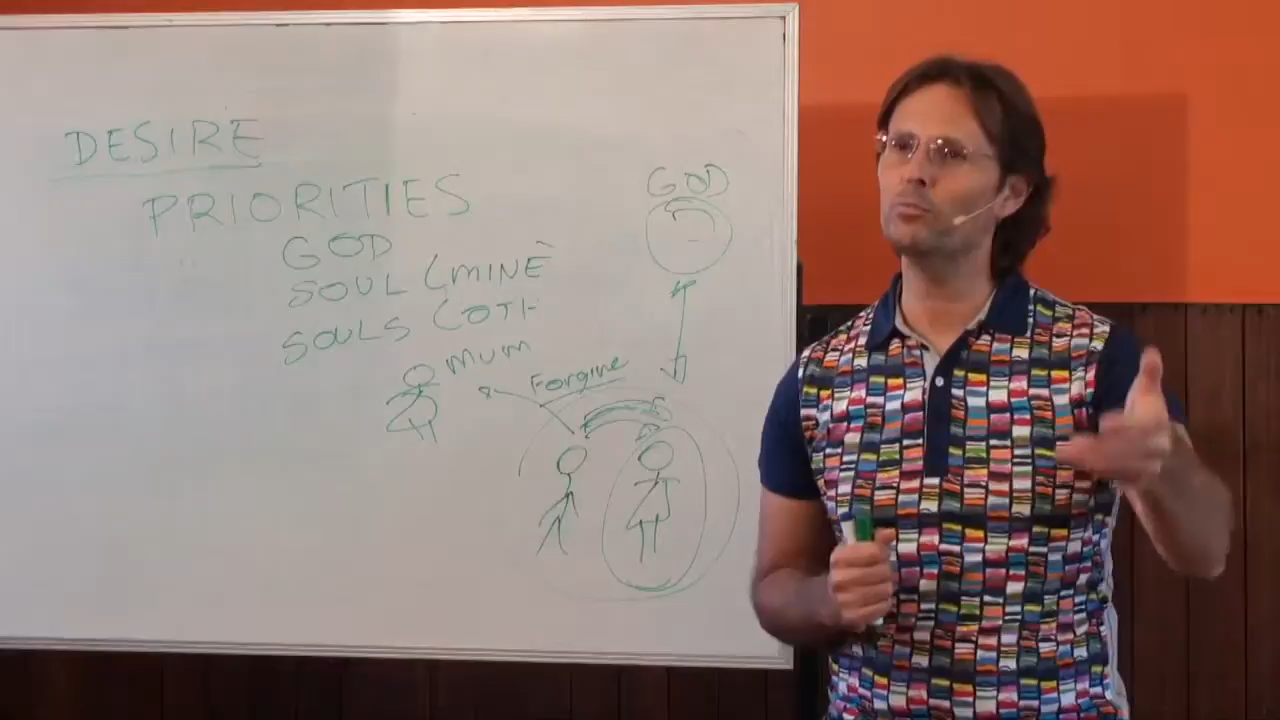 DESIRE
PRIORITIES
GOD
GOD
SOUL (MINE
SOULS (OTH
MUM
Forgive